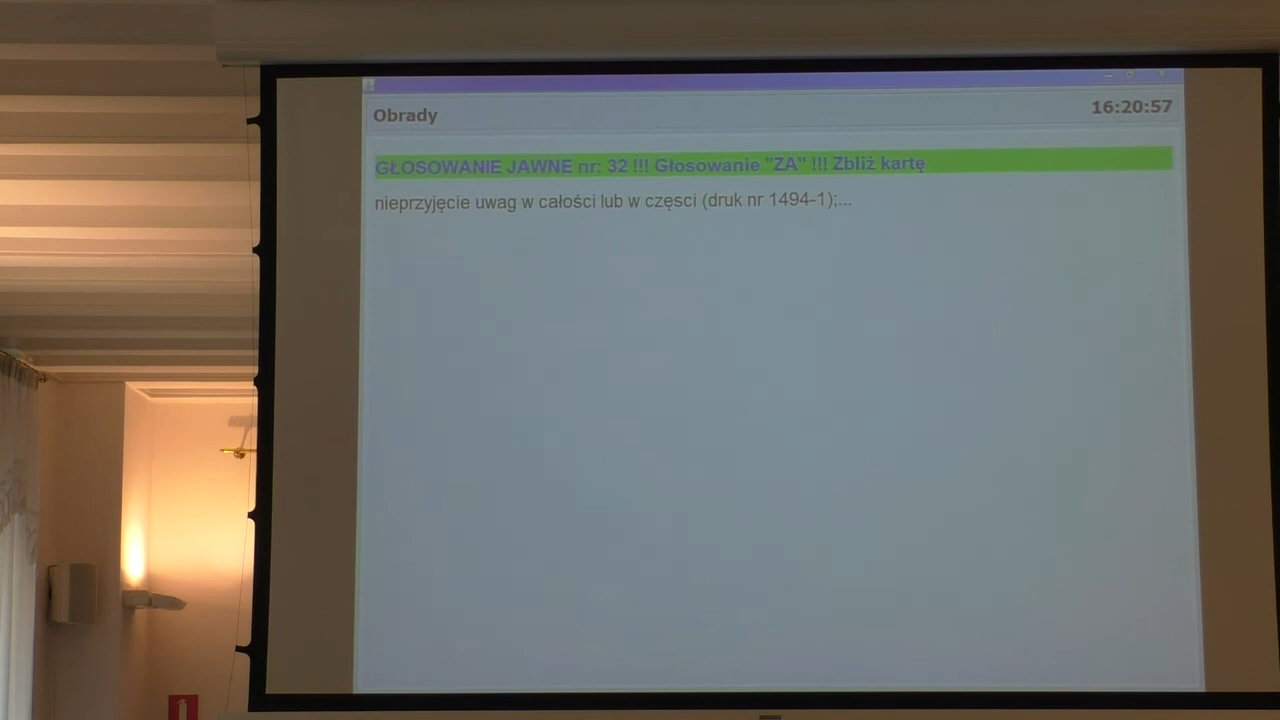 Obrady
16:20:57
GŁOSOWANIE JAWNE nr: 32 !!! Głosowanie "ZA" !!! Zbliż kartę
nieprzyjęcie uwag w całości lub w częsci (druk nr 1494-1);...